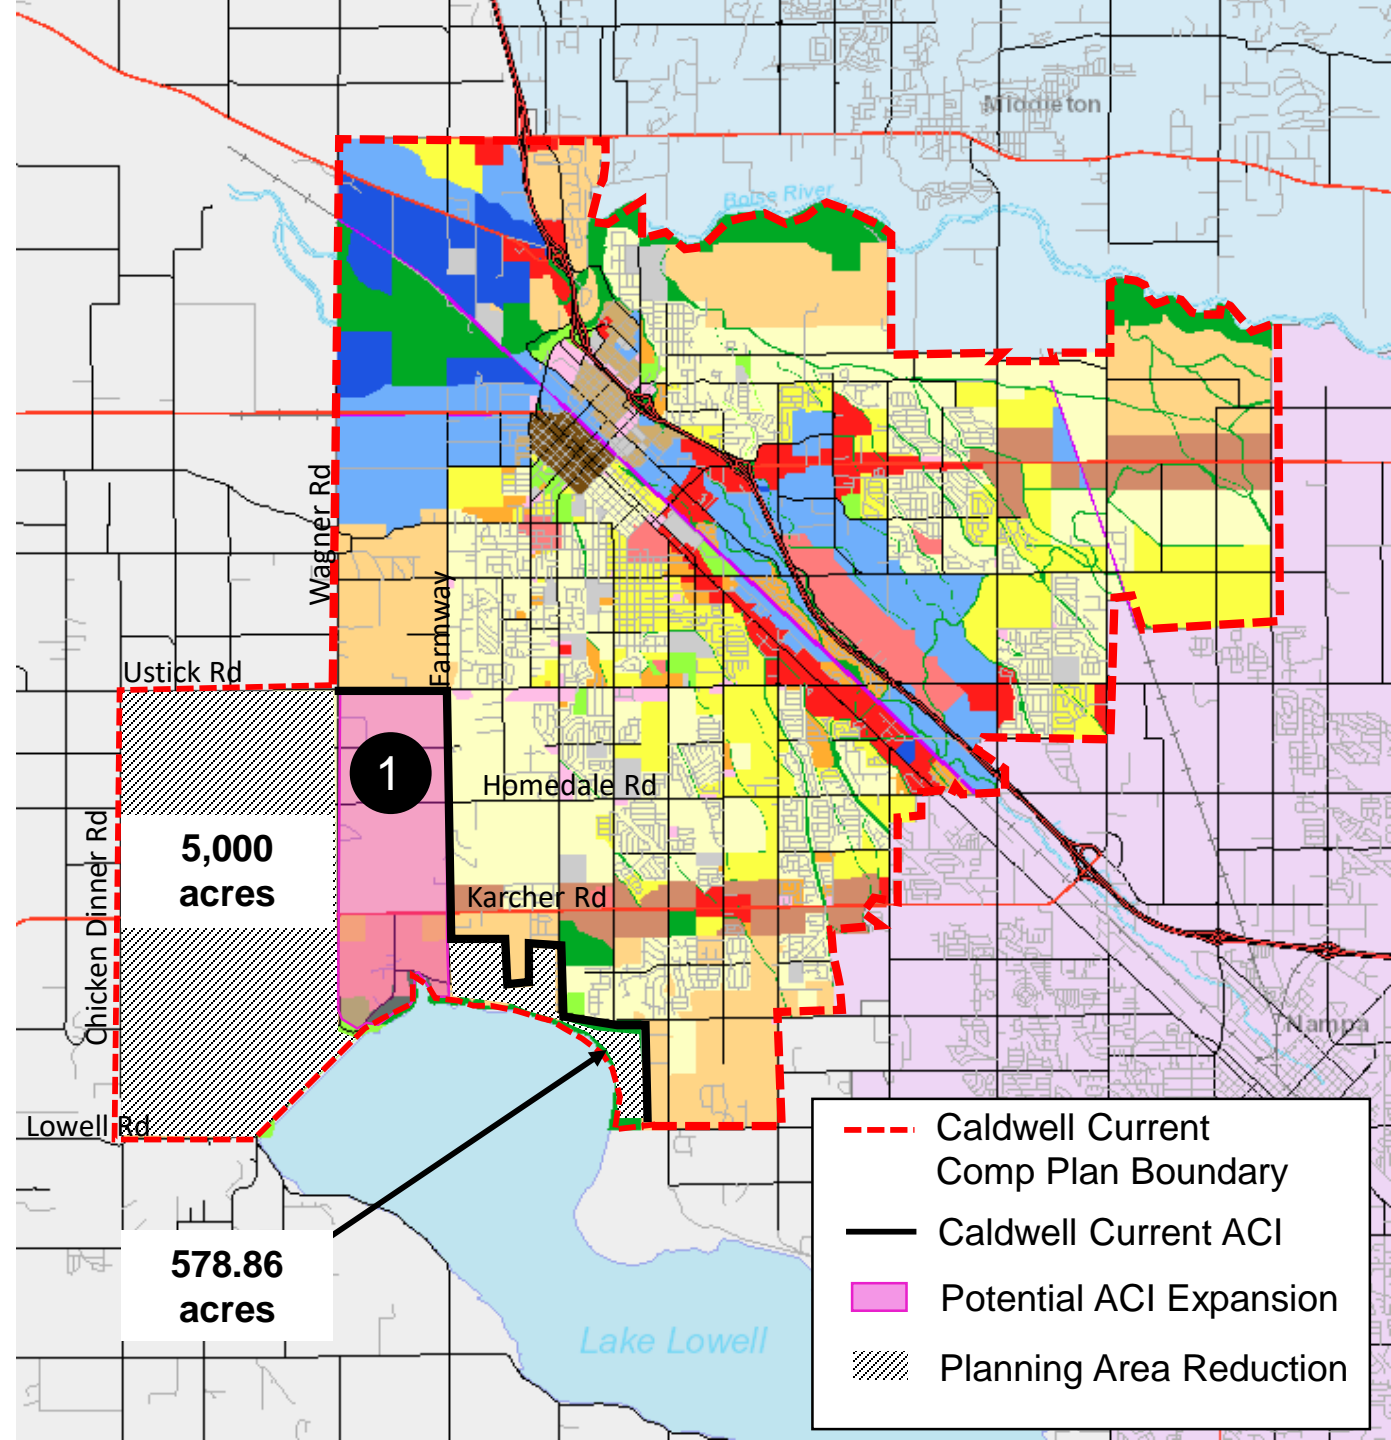 Middleton
Boise River
Wagner Rd
Farmway
Ustick Rd
1
Homedale Rd
5,000
acres
Chicken Dinner Rd
Karcher Rd
Nampa
Lowell Rd
578.86
acres
Lake Lowell
Caldwell Current
Comp Plan Boundary
Caldwell Current ACI
Potential ACI Expansion
Planning Area Reduction